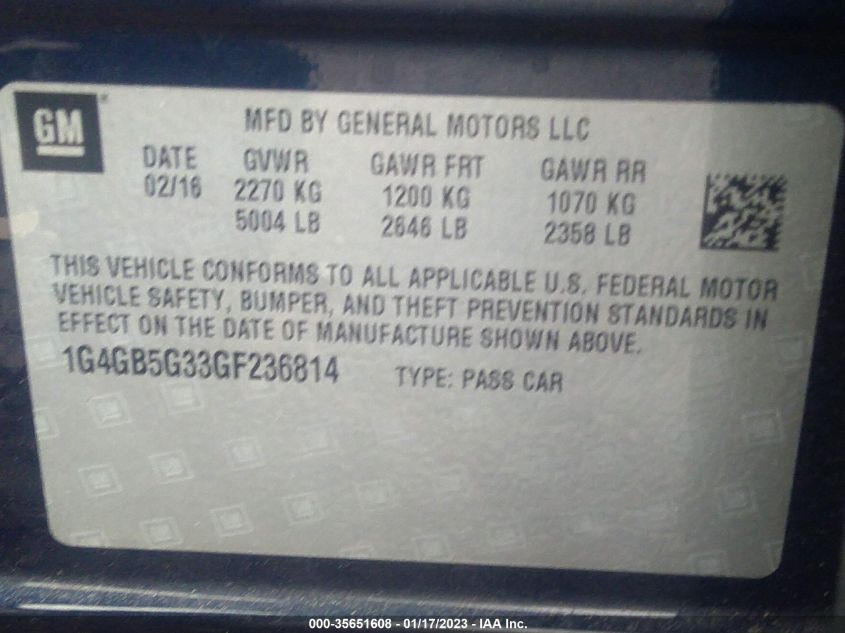 GM
MFD BY GENERAL MOTORS LLC
DATE GVWR GAWR FRT GAWR RR
02/16 2270 KG 1200 KG 1070 KG
5004 LB 2646 LB 2358 LB
THIS VEHICLE CONFORMS TO ALL APPLICABLE U.S. FEDERAL MOTOR
VEHICLE SAFETY, BUMPER, AND THEFT PREVENTION STANDARDS IN
EFFECT ON THE DATE OF MANUFACTURE SHOWN ABOVE.
1G4GB5G33GF236814 TYPE: PASS CAR
000-35651608 - 01/17/2023 - IAA Inc.